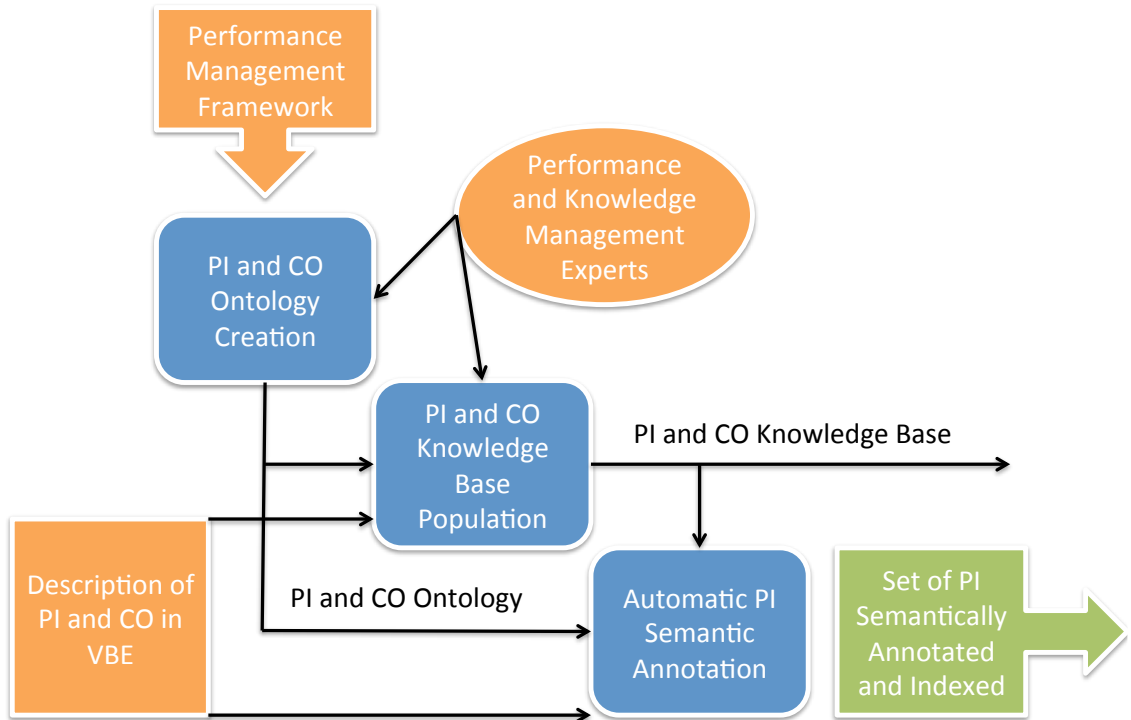 Performance
Management
Framework
Performance
and Knowledge
Management
Experts
PI and CO
Ontology
Creation
PI and CO
Knowledge
Base
Population
PI and CO Knowledge Base
Description of
PI and CO in
VBE
PI and CO Ontology
Automatic PI
Semantic
Annotation
Set of PI
Semantically
Annotated
and Indexed